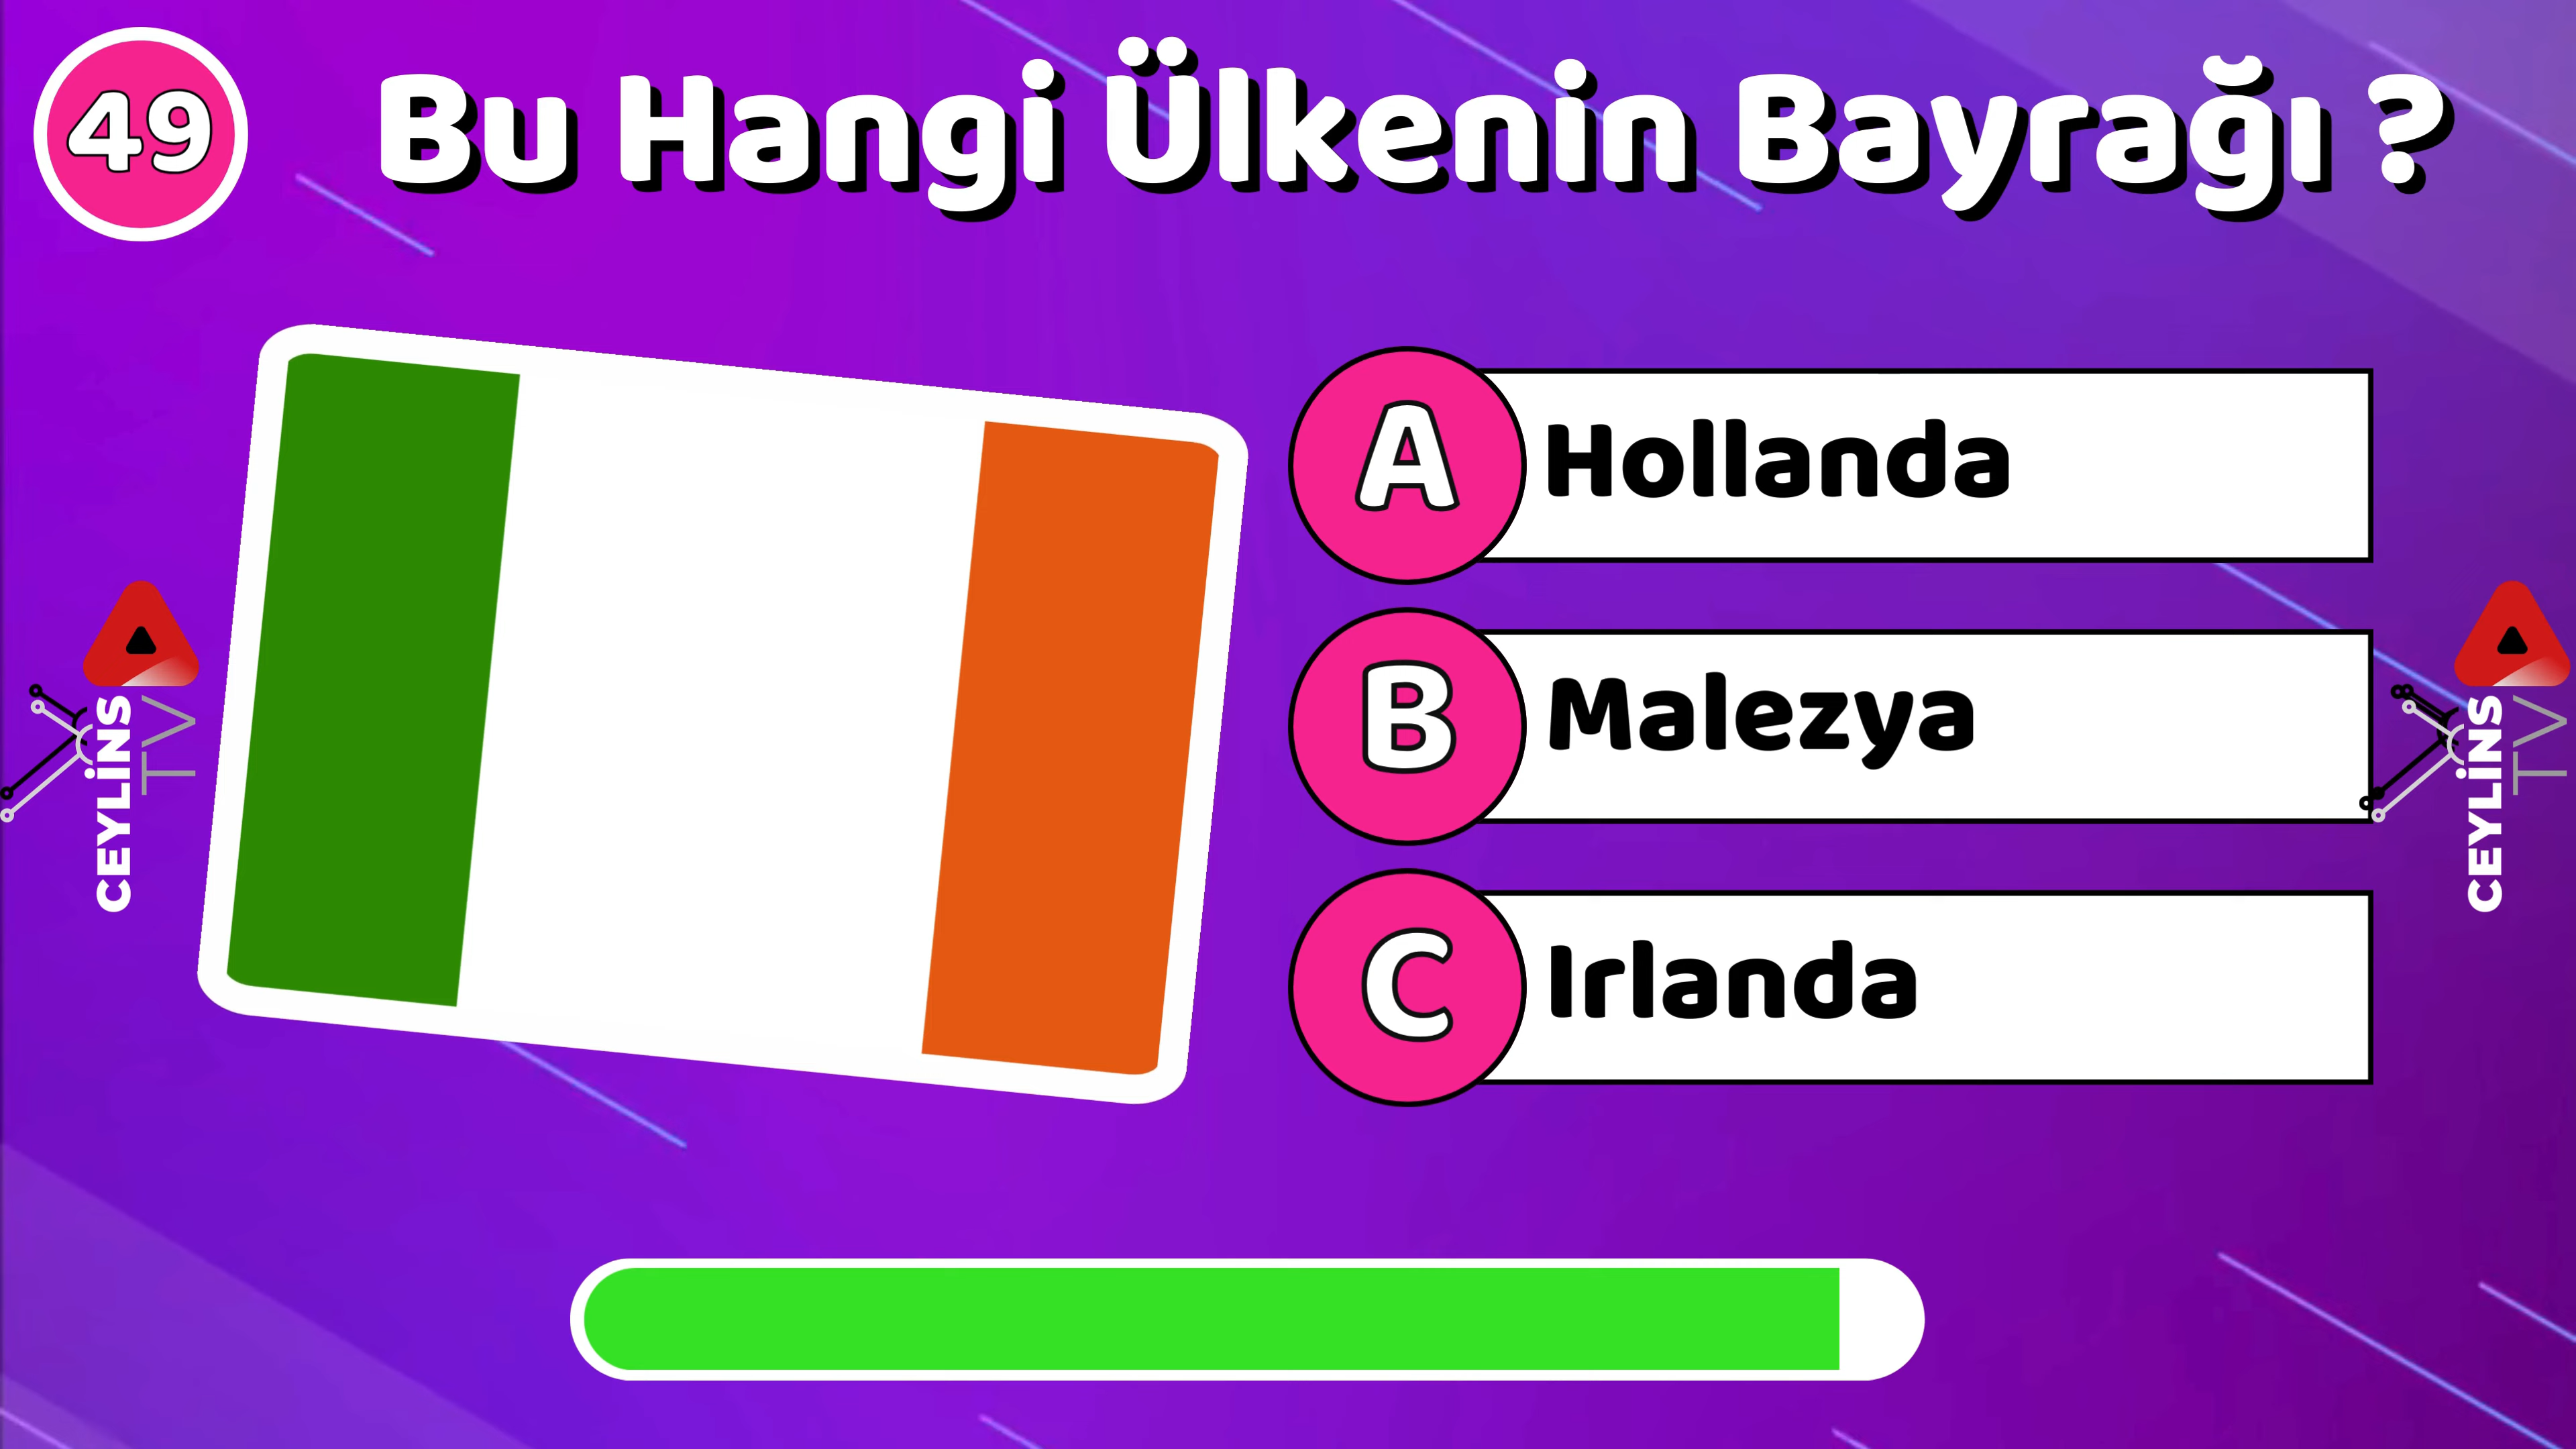 49
Bu Hangi Ülkenin Bayrağı ?
A Hollanda
B Malezya
C Irlanda
CEYLİNS
TV
CEYLİNS
TV